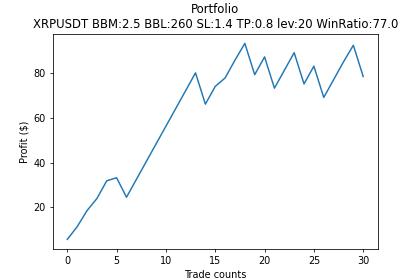 Portfolio
XRPUSDT BBM:2.5 BBL:260 SL:1.4 TP:0.8 lev:20 WinRatio:77.0
Profit ($)
80
60
40
20
0 5 10 15 20 25 30
Trade counts